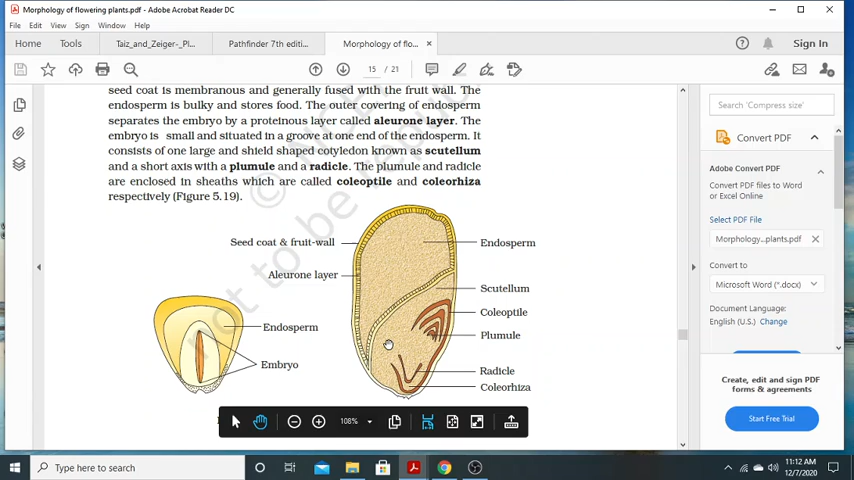 Morphology of flowering plants.pdf - Adobe Acrobat Reader DC
File Edit View Sign Window Help
Home Tools Taiz_and_Zeiger-_Pl... Pathfinder 7th editi... Morphology of flo... × Sign In
15 / 21
seed coat is membranous and generally fused with the fruit wall. The
endosperm is bulky and stores food. The outer covering of endosperm
separates the embryo by a proteinous layer called aleurone layer. The
embryo is small and situated in a groove at one end of the endosperm. It
consists of one large and shield shaped cotyledon known as scutellum
and a short axis with a plumule and a radicle. The plumule and radicle
are enclosed in sheaths which are called coleoptile and coleorhiza
respectively (Figure 5.19).
not to be republ
Seed coat & fruit-wall
Endosperm
Aleurone layer
Scutellum
Coleoptile
Endosperm
Plumule
Embryo
Radicle
Coleorhiza
108%
Search 'Compress size'
Convert PDF
Adobe Convert PDF
Convert PDF files to Word
or Excel Online
Select PDF File
Morphology...plants.pdf
Convert to
Microsoft Word (*.docx)
Document Language:
English (U.S.) Change
Create, edit and sign PDF
forms & agreements
Start Free Trial
Type here to search
11:12 AM
12/7/2020